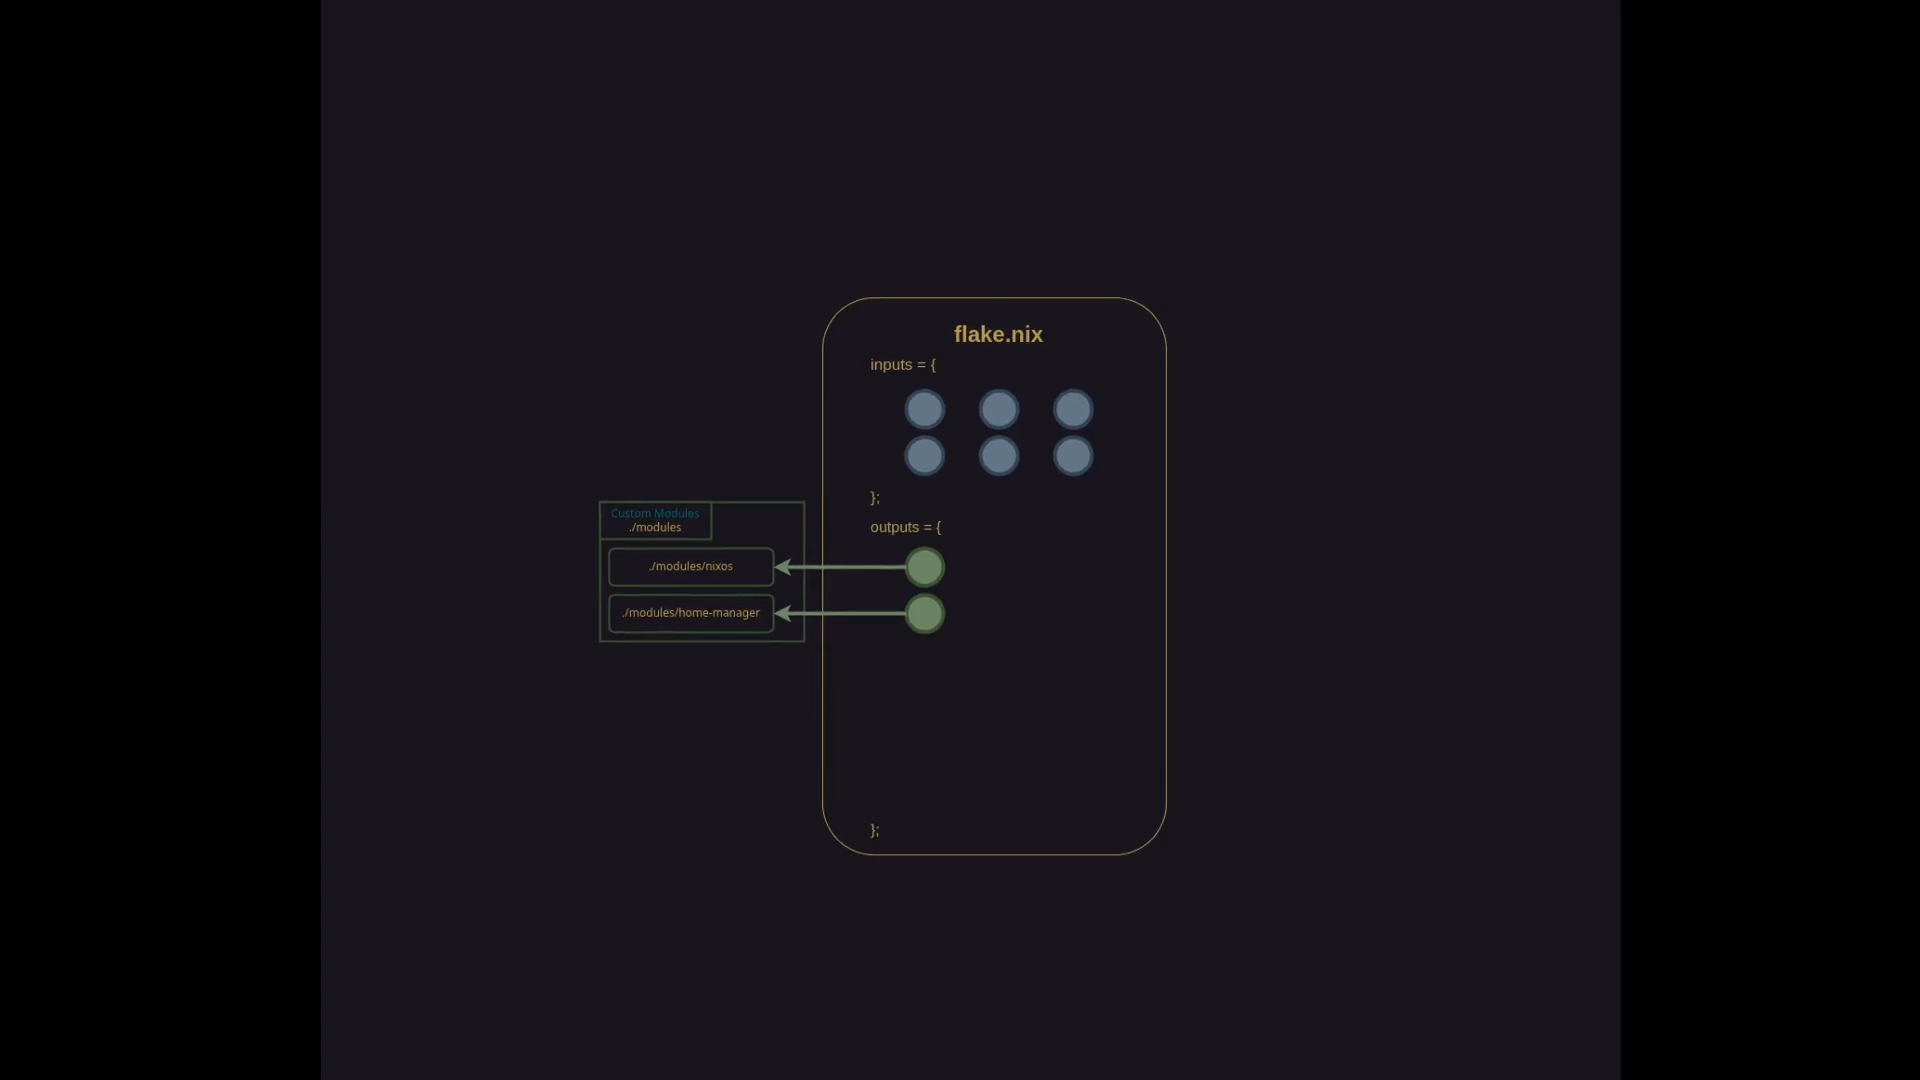 flake.nix
inputs = {
};
outputs = {
};
Custom Modules
./modules
./modules/nixos
./modules/home-manager